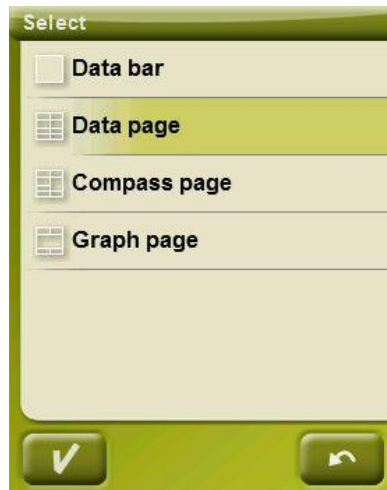 Select
Data bar
Data page
Compass page
Graph page